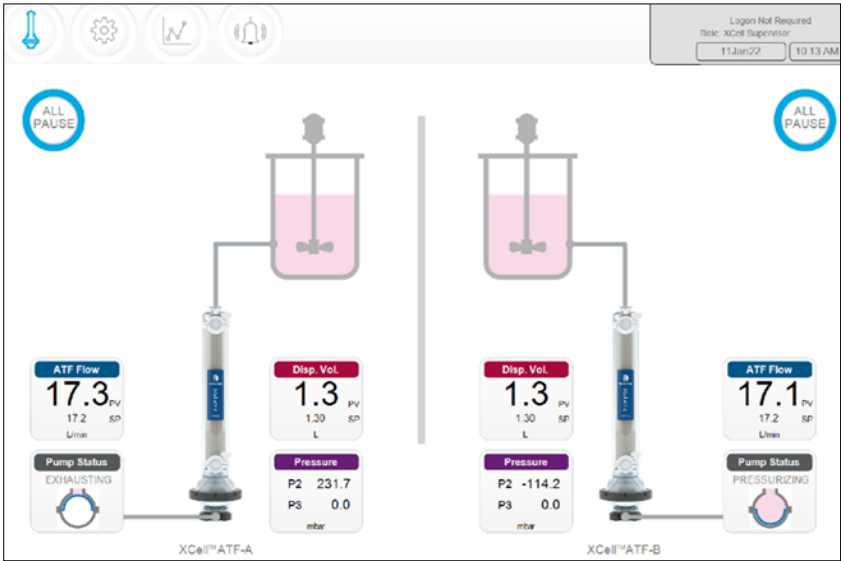 Logon Not Required
Role: XCell Supervisor
11Jan22 10:13 AM
ALL
PAUSE
ALL
PAUSE
ATF Flow
17.3 PV
17.2 SP
L/min
Disp. Vol.
1.3 PV
1.30 SP
L
Disp. Vol.
1.3 PV
1.30 SP
L
ATF Flow
17.1 PV
17.2 SP
L/min
Pump Status
EXHAUSTING
Pressure
P2 231.7
P3 0.0
mbar
Pressure
P2 -114.2
P3 0.0
mbar
Pump Status
PRESSURIZING
XCell™ATF-A
XCell™ATF-B